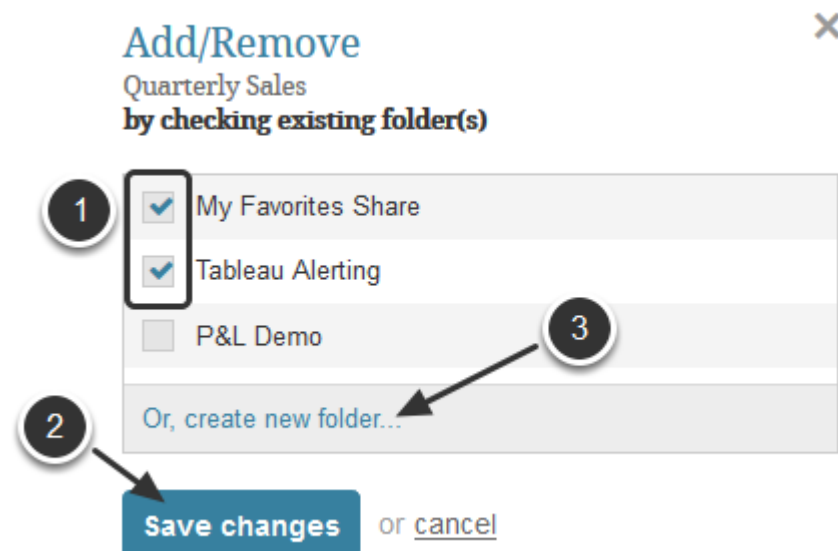 Add/Remove
Quarterly Sales
by checking existing folder(s)
1
My Favorites Share
Tableau Alerting
P&L Demo
3
Or, create new folder...
2
Save changes or cancel